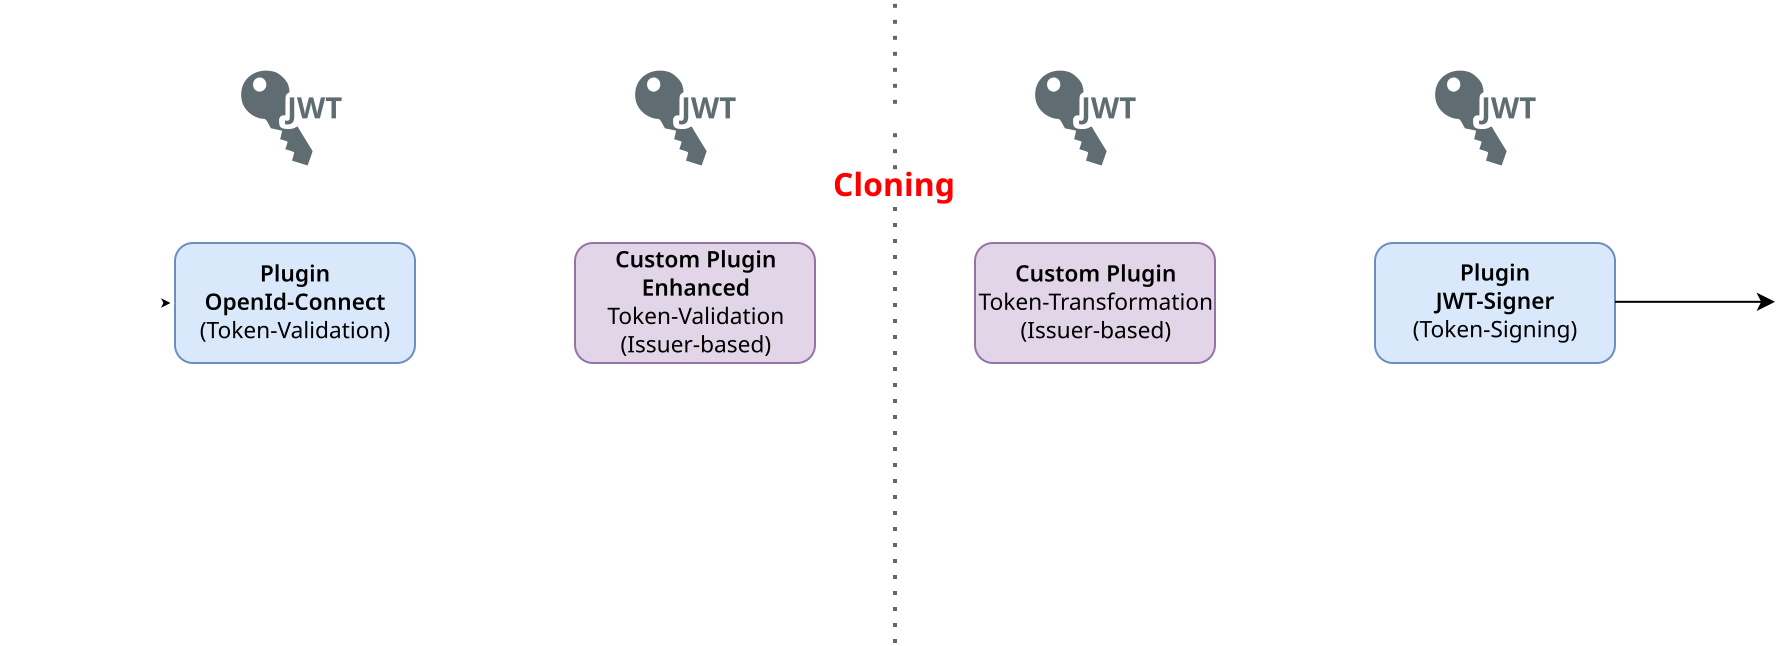 JWT
JWT
JWT
JWT
Cloning
Plugin
OpenId-Connect
(Token-Validation)
Custom Plugin
Enhanced
Token-Validation
(Issuer-based)
Custom Plugin
Token-Transformation
(Issuer-based)
Plugin
JWT-Signer
(Token-Signing)